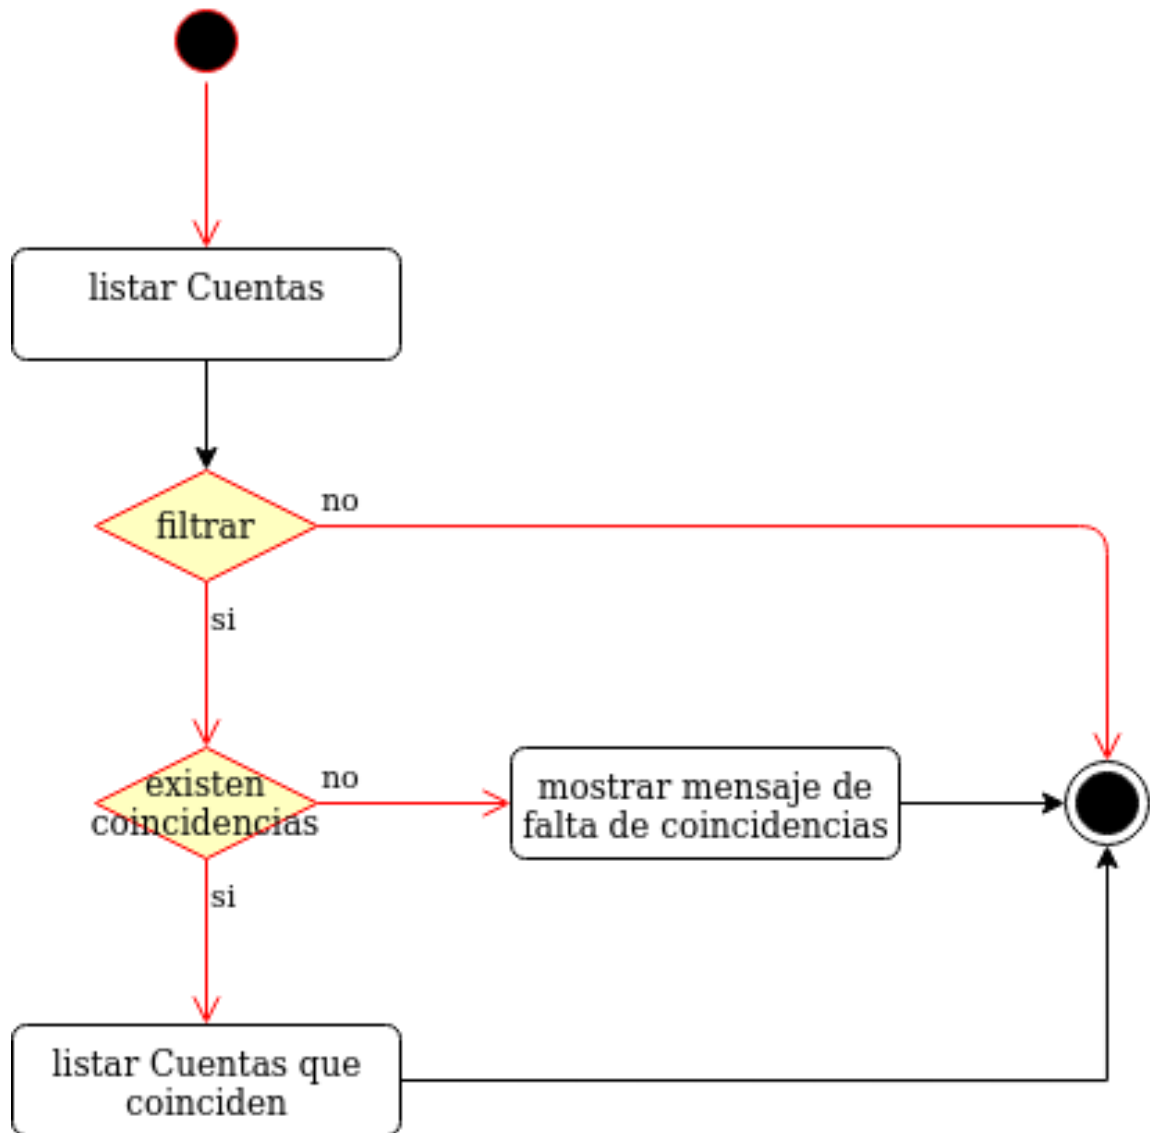 listar Cuentas
filtrar
no
si
existen
coincidencias
no
mostrar mensaje de
falta de coincidencias
si
listar Cuentas que
coinciden